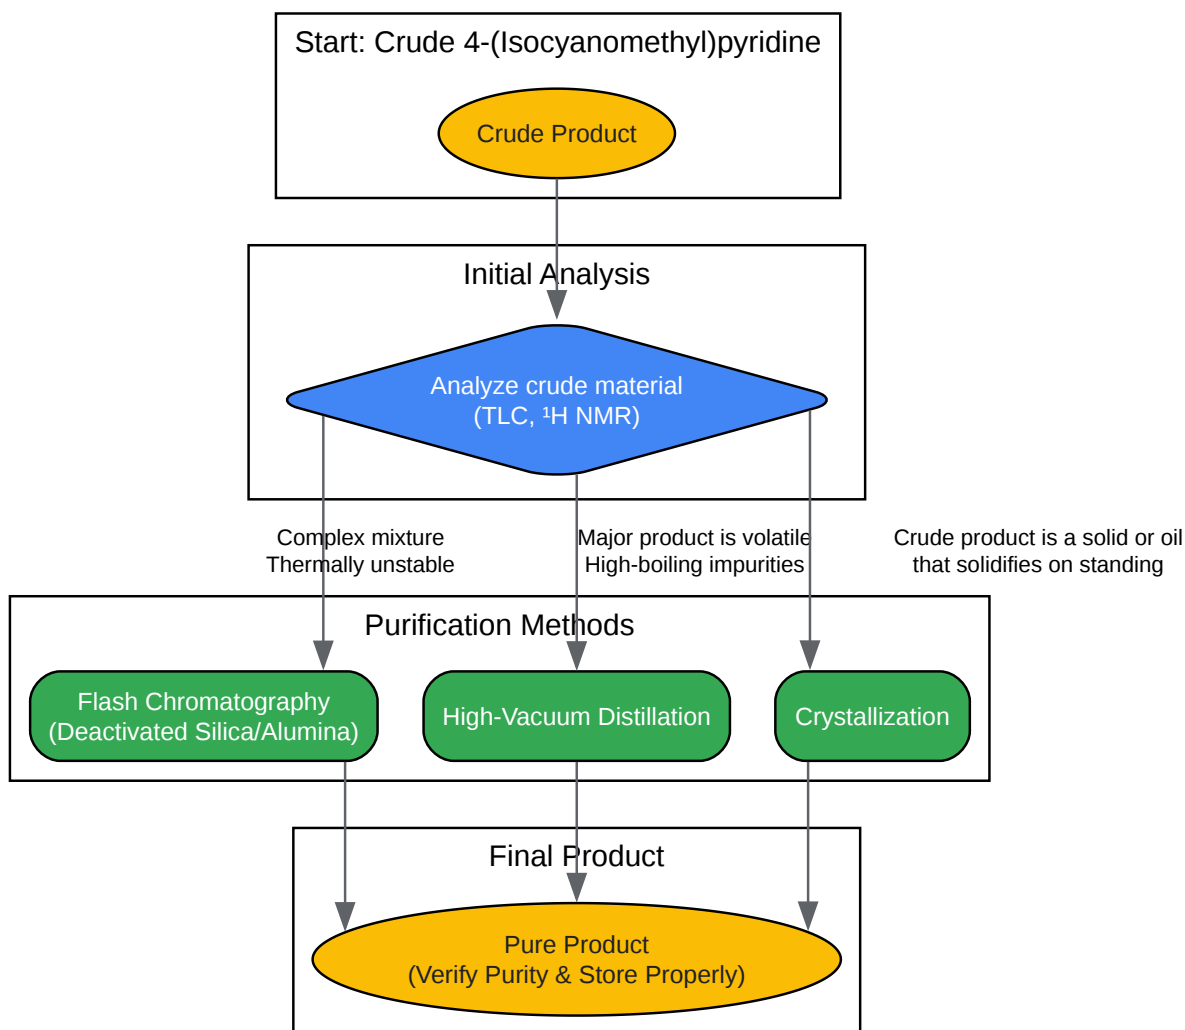 Start: Crude 4-(Isocyanomethyl)pyridine
Crude Product
Initial Analysis
Analyze crude material
(TLC, ¹H NMR)
Complex mixture
Thermally unstable
Major product is volatile
High-boiling impurities
Crude product is a solid or oil
that solidifies on standing
Purification Methods
Flash Chromatography
(Deactivated Silica/Alumina)
High-Vacuum Distillation
Crystallization
Final Product
Pure Product
(Verify Purity & Store Properly)